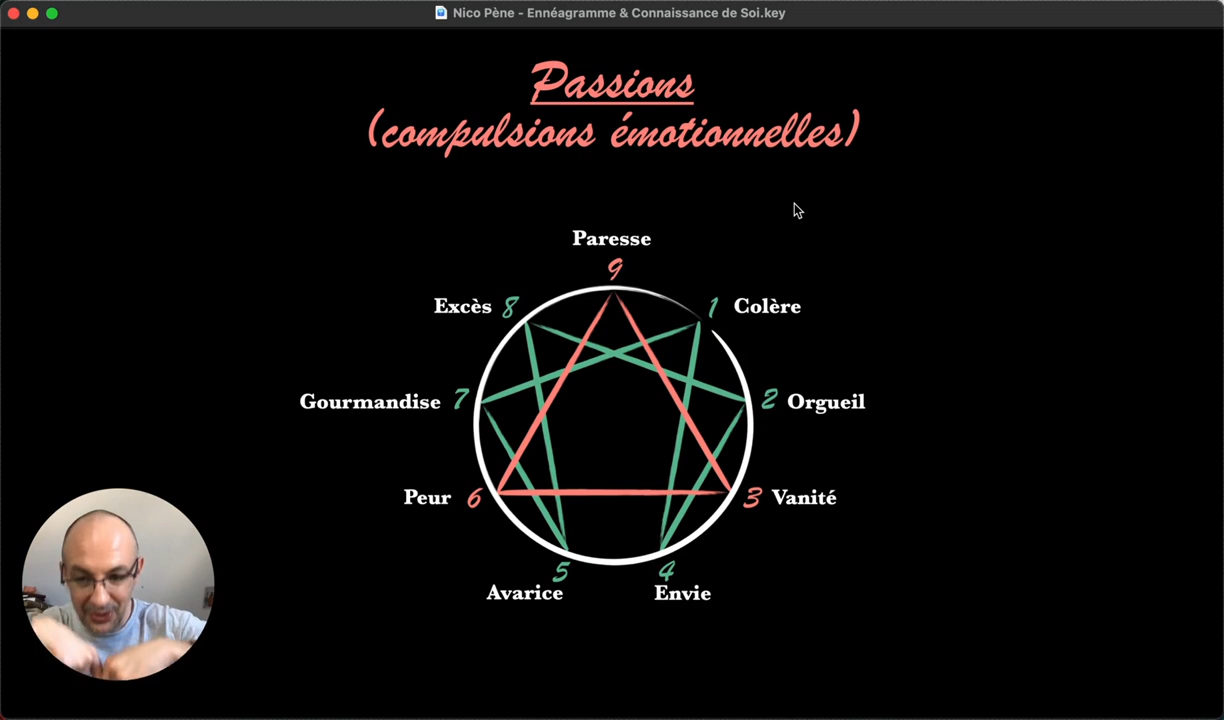 Nico Pène - Ennéagramme & Connaissance de Soi.key
Passions
(compulsions émotionnelles)
Paresse
9
Excès 8
1 Colère
Gourmandise 7
2 Orgueil
Peur 6
3 Vanité
5
4
Avarice
Envie